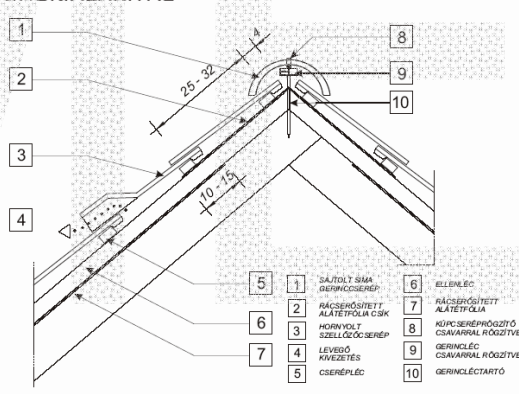 4
1
8
25 - 32
9
2
10
3
10 - 15
4
5
6
7
1 SAJTOLT SIMA
GERINCCSERÉP
2 RÁCSERŐSÍTETT
ALÁTÉTFÓLIA CSÍK
3 HORNYOLT
SZELLŐZŐCSERÉP
4 LEVEGŐ
KIVEZETÉS
5 CSERÉPLÉC
6 ELLENLÉC
7 RÁCSERŐSÍTETT
ALÁTÉTFÓLIA
8 KÚPCSERÉPRÖGZÍTŐ
CSAVARRAL RÖGZÍTVE
9 GERINCLÉC
CSAVARRAL RÖGZÍTVE
10 GERINCLÉCTARTÓ